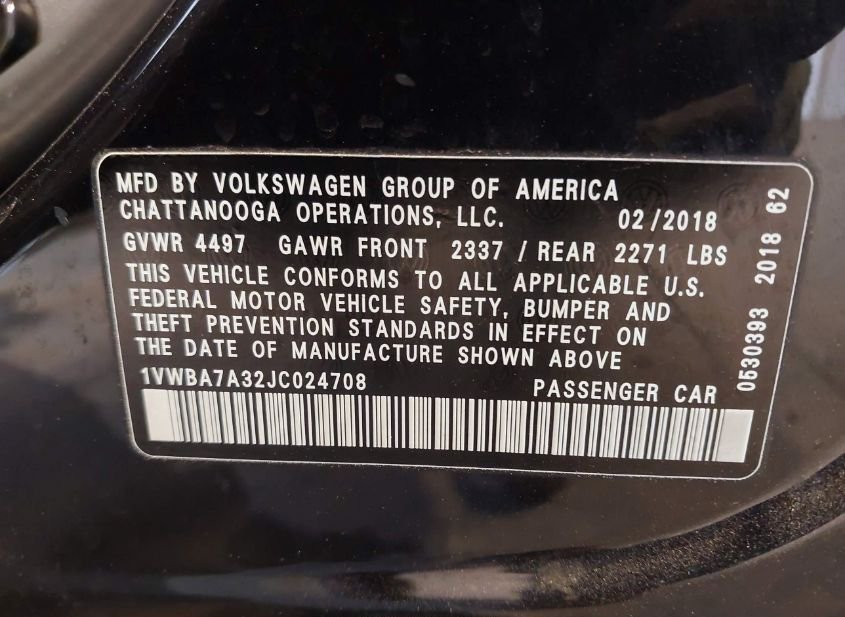 MFD BY VOLKSWAGEN GROUP OF AMERICA
CHATTANOOGA OPERATIONS, LLC. 02/2018
GVWR 4497 GAWR FRONT 2337 / REAR 2271 LBS
THIS VEHICLE CONFORMS TO ALL APPLICABLE U.S.
FEDERAL MOTOR VEHICLE SAFETY, BUMPER AND
THEFT PREVENTION STANDARDS IN EFFECT ON
THE DATE OF MANUFACTURE SHOWN ABOVE
1VWBA7A32JC024708 PASSENGER CAR
0530393 2018 62